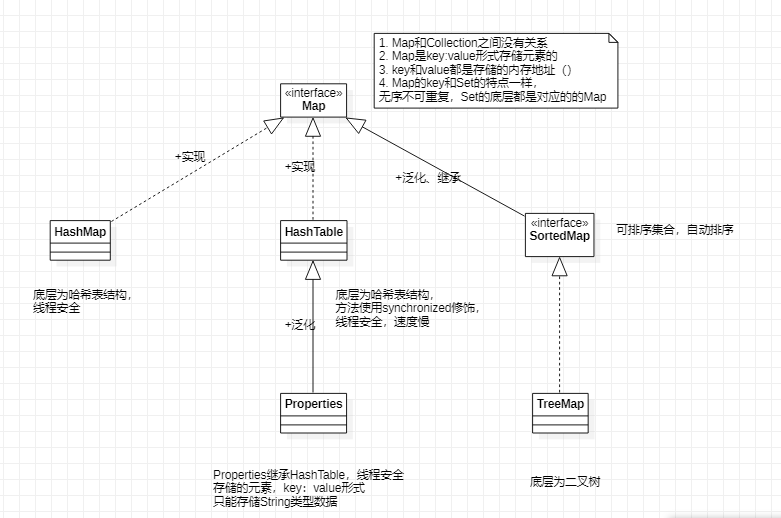 1. Map和Collection之间没有关系
2. Map是key:value形式存储元素的
3. key和value都是存储的内存地址（）
4. Map的key和Set的特点一样，
无序不可重复，Set的底层都是对应的的Map
«interface»
Map
+实现
+实现
+泛化、继承
HashMap
HashTable
«interface»
SortedMap
可排序集合，自动排序
底层为哈希表结构，
线程安全
底层为哈希表结构，
方法使用synchronized修饰，
线程安全，速度慢
+泛化
Properties
TreeMap
Properties继承HashTable，线程安全
存储的元素，key：value形式
只能存储String类型数据
底层为二叉树